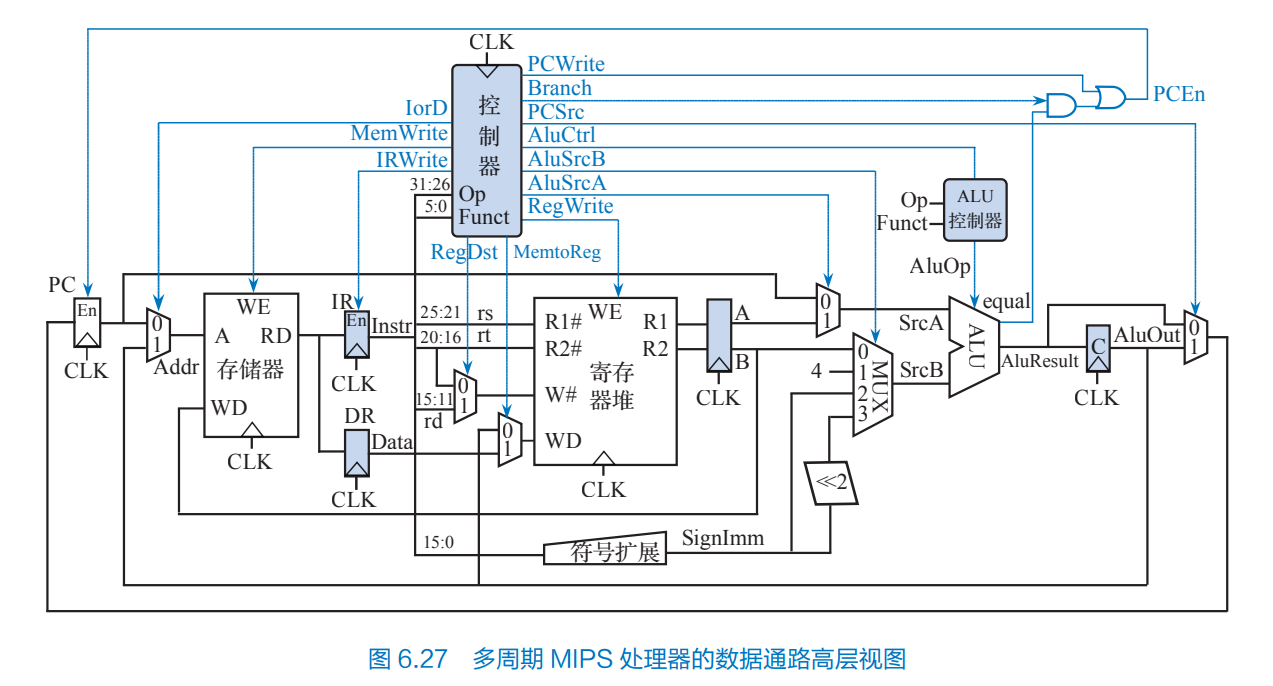 CLK
PCWrite
Branch
PCSrc
AluCtrl
AluSrcB
AluSrcA
RegWrite
PCEn
IorD
MemWrite
IRWrite
控制器
31:26
Op
5:0
Funct
RegDst
MemtoReg
Op
Funct
ALU
控制器
AluOp
PC
En
CLK
0
1
Addr
WE
A
RD
存储器
WD
CLK
IR
En
Instr
CLK
DR
Data
CLK
25:21
rs
20:16
rt
15:11
rd
0
1
0
1
WE
R1#
R1
R2#
R2
W#
寄存
器堆
WD
CLK
A
B
CLK
0
1
4
0
1
2
3
MUX
SrcA
SrcB
≪2
ALU
equal
AluResult
C
CLK
AluOut
0
1
15:0
符号扩展
SignImm
图 6.27 多周期 MIPS 处理器的数据通路高层视图